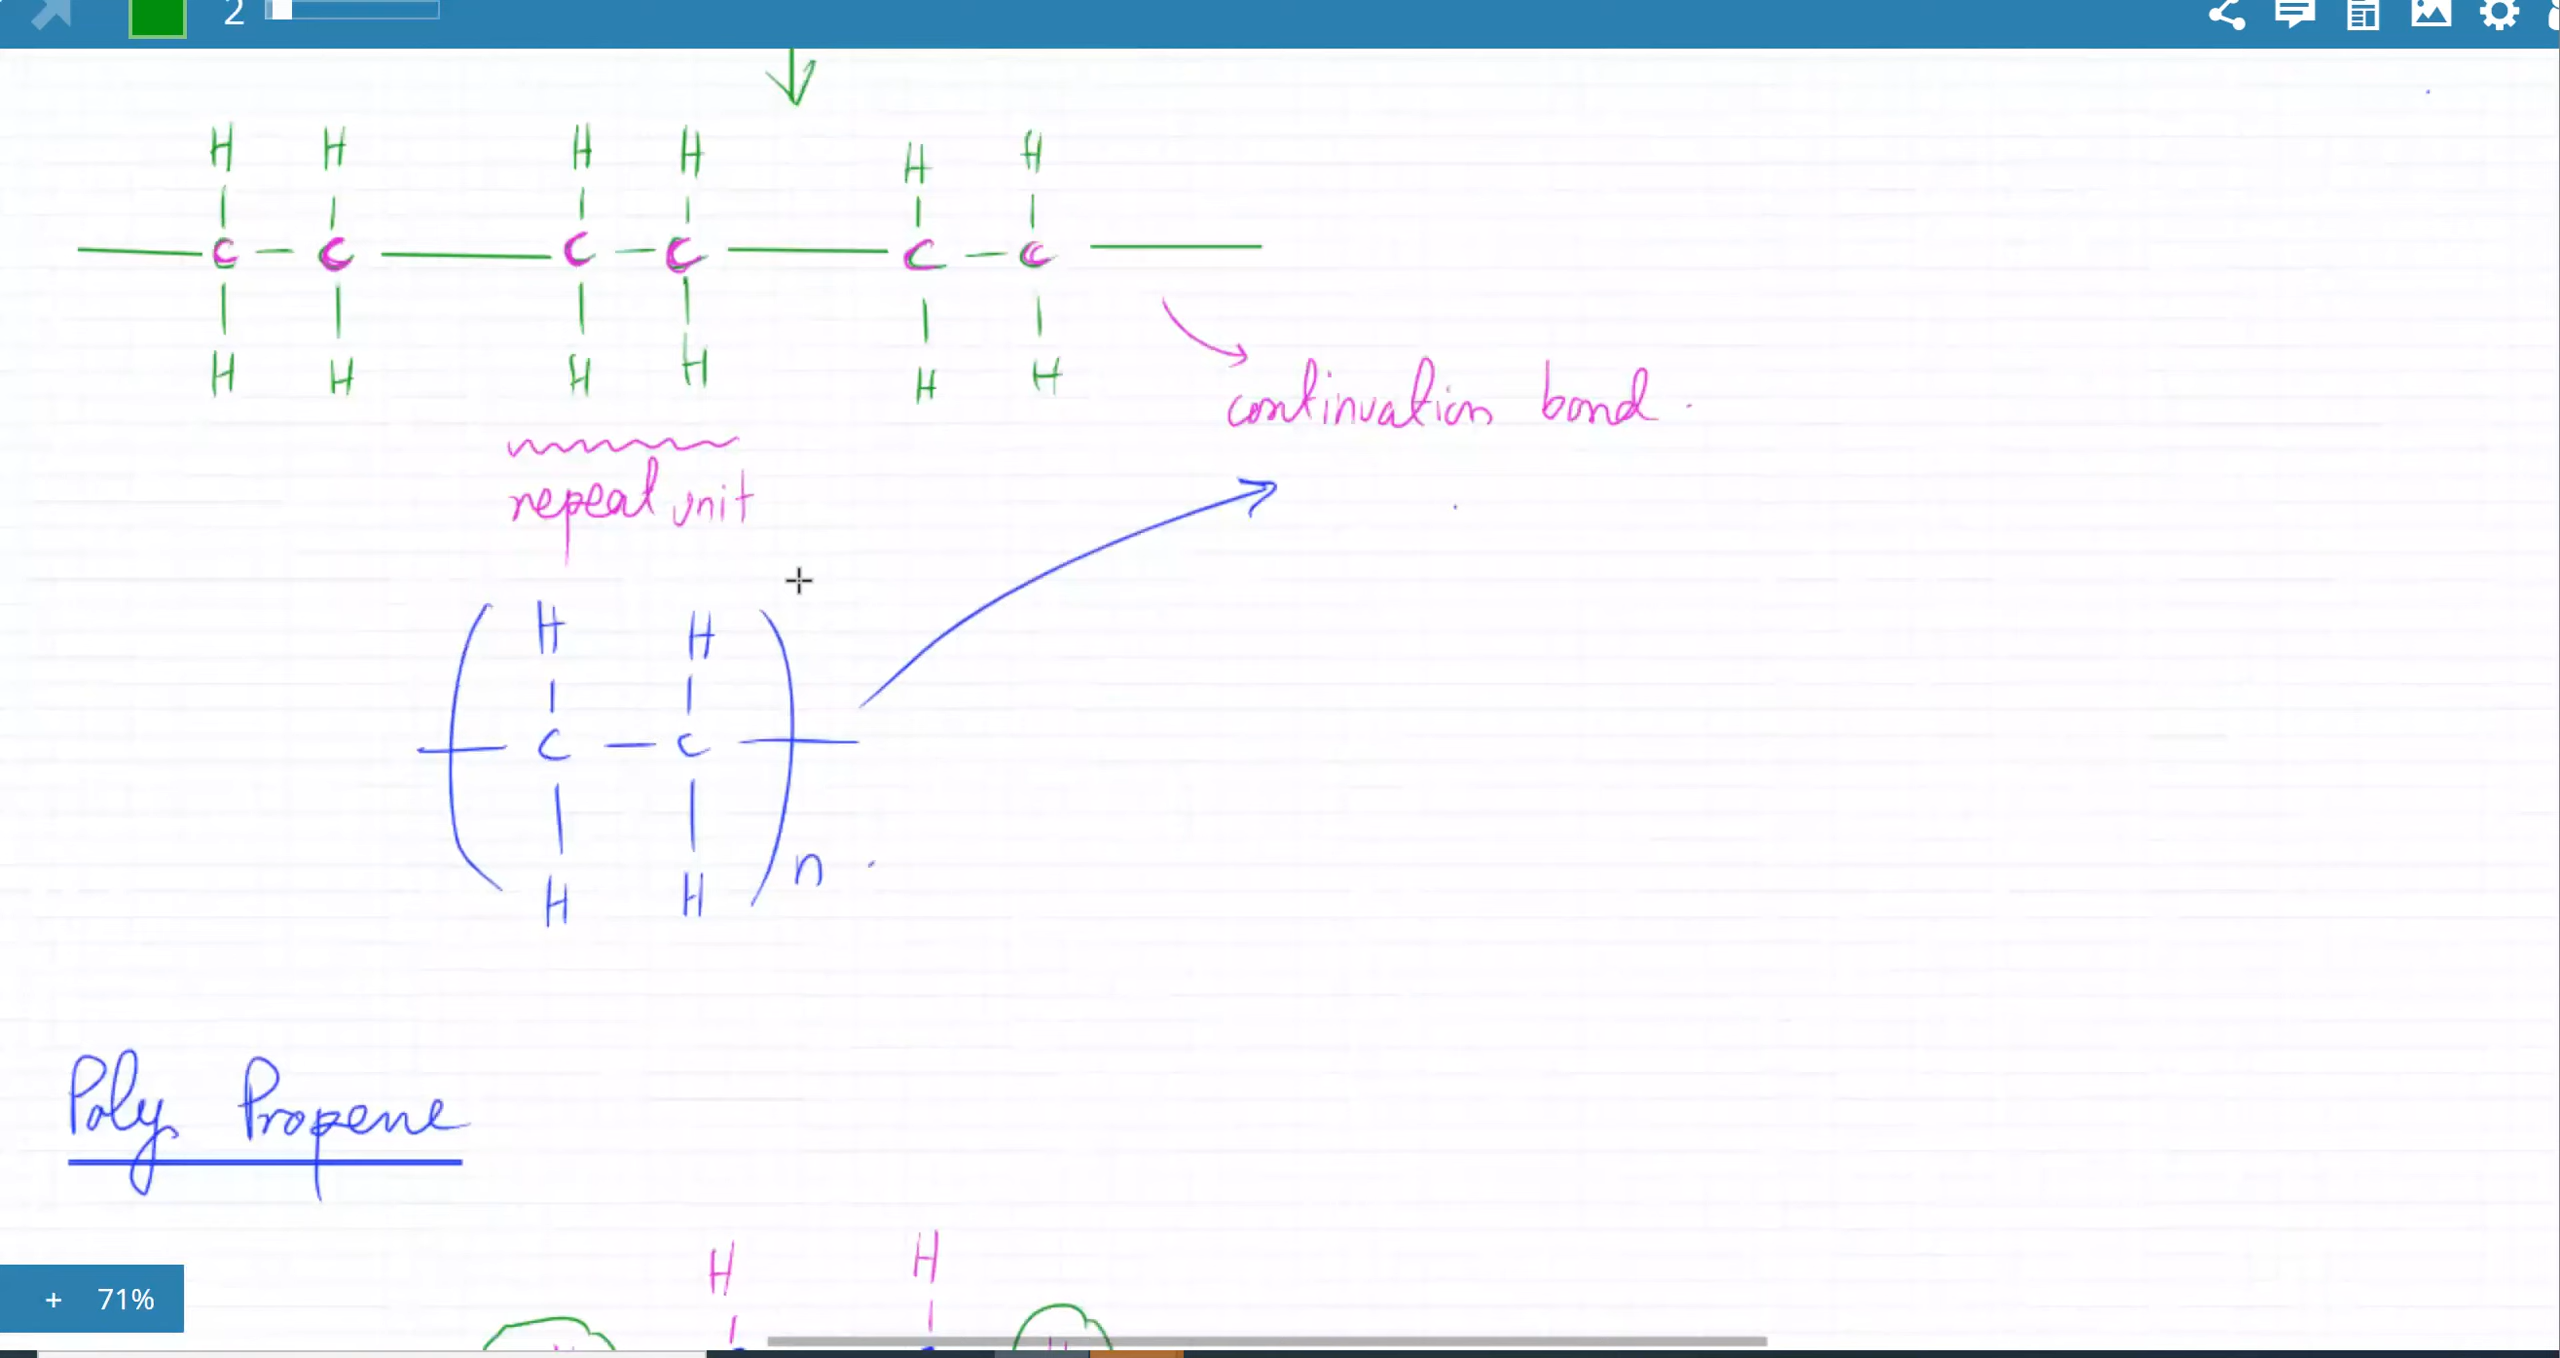 2
H H H H H H
C - C C - C C - C
H H H H H H
continuation bond.
repeat unit
H H
C - C
H H n.
Poly Propene
H H
+ 71%